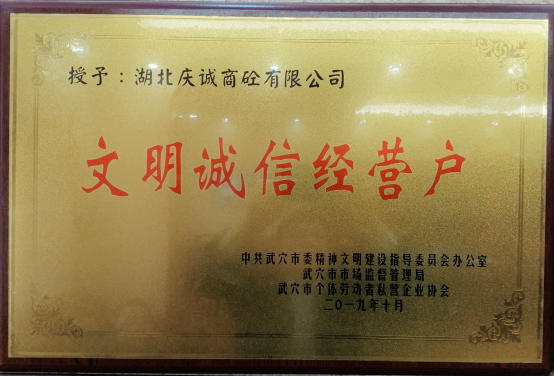 授予：湖北庆诚商砼有限公司
文明诚信经营户
中共武穴市委精神文明建设指导委员会办公室
武穴市市场监督管理局
武穴市个体劳动者私营企业协会
二〇一九年十月